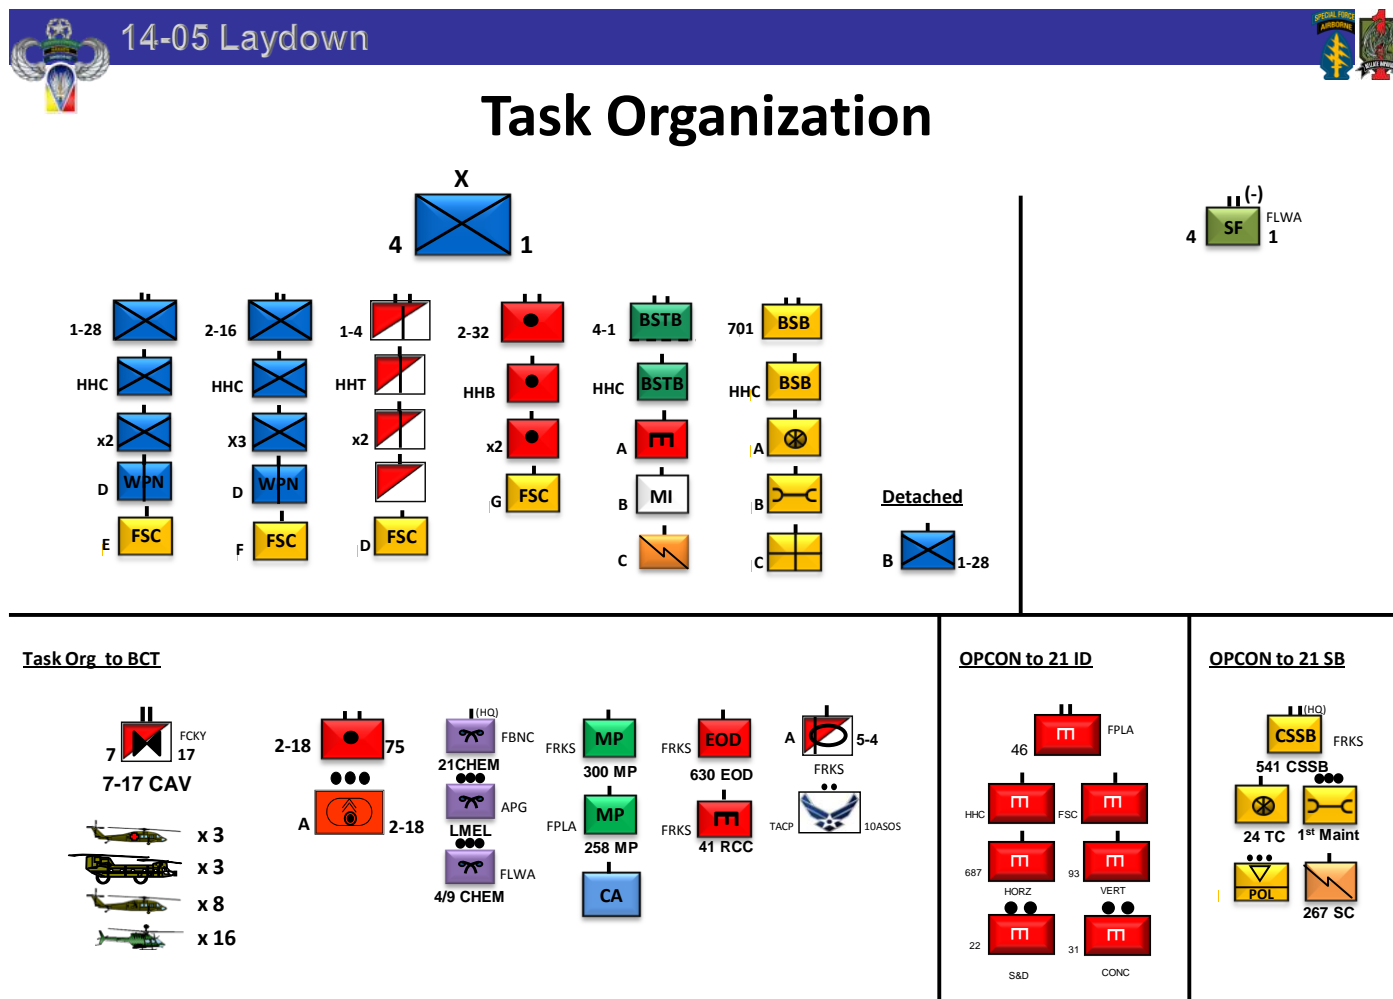 14-05 Laydown
SPECIAL FORCE
AIRBORNE
Task Organization
X
4 1
(-)
SF FLWA
4 1
1-28 2-16 1-4 2-32 4-1 BSTB 701 BSB
HHC HHC HHT HHB HHC BSTB HHC BSB
x2 X3 x2 x2 A A
D WPN D WPN G FSC B MI B
E FSC F FSC D FSC C C
Detached
B 1-28
Task Org to BCT
7 17 FCKY
7-17 CAV
x 3
x 3
x 8
x 16
2-18 75
A 2-18
(HQ)
FBNC
21CHEM
APG
LMEL
FLWA
4/9 CHEM
FRKS MP
300 MP
FPLA MP
258 MP
CA
FRKS EOD
630 EOD
FRKS
41 RCC
A 5-4
FRKS
TACP 10ASOS
OPCON to 21 ID
46 FPLA
HHC FSC
687 93
HORZ VERT
22 31
S&D CONC
OPCON to 21 SB
(HQ)
CSSB FRKS
541 CSSB
24 TC 1st Maint
POL
267 SC